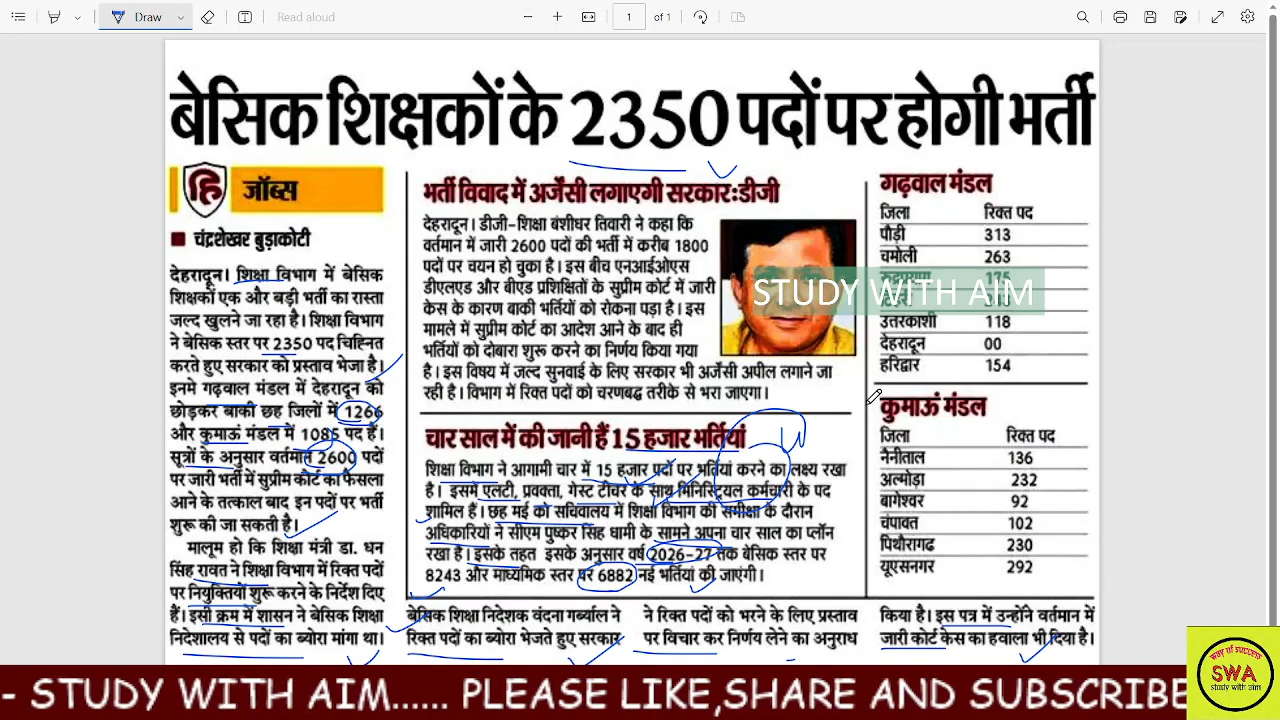 Draw
Read aloud
1 of 1
बेसिक शिक्षकों के 2350 पदों पर होगी भर्ती
हि जॉब्स
चंद्रशेखर बुड़ाकोटी
देहरादून। शिक्षा विभाग में बेसिक
शिक्षकों एक और बड़ी भर्ती का रास्ता
जल्द खुलने जा रहा है। शिक्षा विभाग
ने बेसिक स्तर पर 2350 पद चिह्नित
करते हुए सरकार को प्रस्ताव भेजा है।
इनमे गढ़वाल मंडल में देहरादून को
छोड़कर बाकी छह जिलों में 1266
और कुमाऊं मंडल में 1085 पद हैं।
सूत्रों के अनुसार वर्तमान 2600 पदों
पर जारी भर्ती में सुप्रीम कोर्ट का फैसला
आने के तत्काल बाद इन पदों पर भर्ती
शुरू की जा सकती है।
मालूम हो कि शिक्षा मंत्री डा. धन
सिंह रावत ने शिक्षा विभाग में रिक्त पदों
पर नियुक्तियों शुरू करने के निर्देश दिए
हैं। इसी क्रम में शासन ने बेसिक शिक्षा
निदेशालय से पदों का ब्योरा मांगा था।
भर्ती विवाद में अर्जेंसी लगाएगी सरकार:डीजी
देहरादून। डीजी-शिक्षा बंशीधर तिवारी ने कहा कि
वर्तमान में जारी 2600 पदों की भर्ती में करीब 1800
पदों पर चयन हो चुका है। इस बीच एनआईओएस
डीएलएड और बीएड प्रशिक्षितों के सुप्रीम कोर्ट में जारी
केस के कारण बाकी भर्तियों को रोकना पड़ा है। इस
मामले में सुप्रीम कोर्ट का आदेश आने के बाद ही
भर्तियों को दोबारा शुरू करने का निर्णय किया गया
है। इस विषय में जल्द सुनवाई के लिए सरकार भी अर्जेंसी अपील लगाने जा
रही है। विभाग में रिक्त पदों को चरणबद्ध तरीके से भरा जाएगा।
चार साल में की जानी हैं 15 हजार भर्तियां
शिक्षा विभाग ने आगामी चार में 15 हजार पदों पर भर्तियां करने का लक्ष्य रखा
है। इसमें एलटी, प्रवक्ता, गेस्ट टीचर के साथ मिनिस्ट्रियल कर्मचारी के पद
शामिल हैं। छह मई को सचिवालय में शिक्षा विभाग की समीक्षा के दौरान
अधिकारियों ने सीएम पुष्कर सिंह धामी के सामने अपना चार साल का प्लॉन
रखा है। इसके तहत इसके अनुसार वर्ष 2026-27 तक बेसिक स्तर पर
8243 और माध्यमिक स्तर पर 6882 नई भर्तियां की जाएंगी।
बेसिक शिक्षा निदेशक वंदना गर्ब्याल ने
रिक्त पदों का ब्योरा भेजते हुए सरकार
ने रिक्त पदों को भरने के लिए प्रस्ताव
पर विचार कर निर्णय लेने का अनुराध
किया है। इस पत्र में उन्होंने वर्तमान में
जारी कोर्ट केस का हवाला भी दिया है।
गढ़वाल मंडल
जिला रिक्त पद
पौड़ी 313
चमोली 263
उत्तरकाशी 118
देहरादून 00
हरिद्वार 154
कुमाऊं मंडल
जिला रिक्त पद
नैनीताल 136
अल्मोड़ा 232
बागेश्वर 92
चंपावत 102
पिथौरागढ 230
यूएसनगर 292
STUDY WITH AIM
way of success
SWA
study with aim
- STUDY WITH AIM...... PLEASE LIKE,SHARE AND SUBSCRIBE